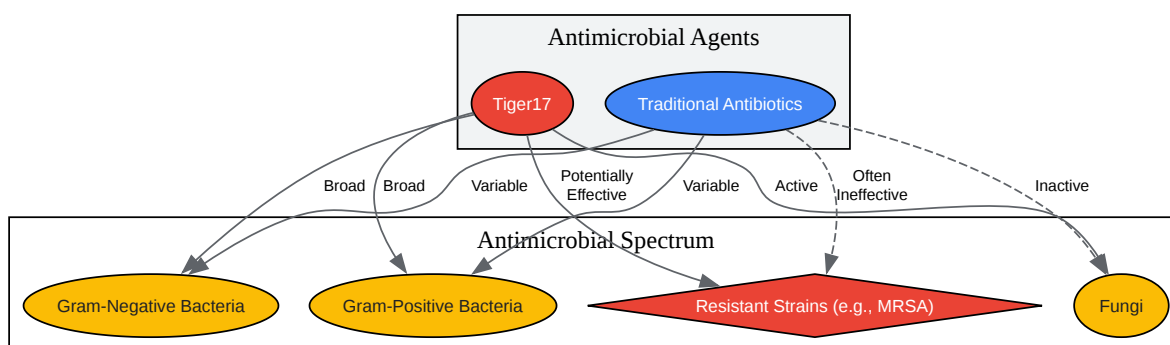 Antimicrobial Agents
Tiger17
Traditional Antibiotics
Broad
Broad
Variable
Potentially
Effective
Variable
Active
Often
Ineffective
Inactive
Antimicrobial Spectrum
Gram-Negative Bacteria
Gram-Positive Bacteria
Resistant Strains (e.g., MRSA)
Fungi